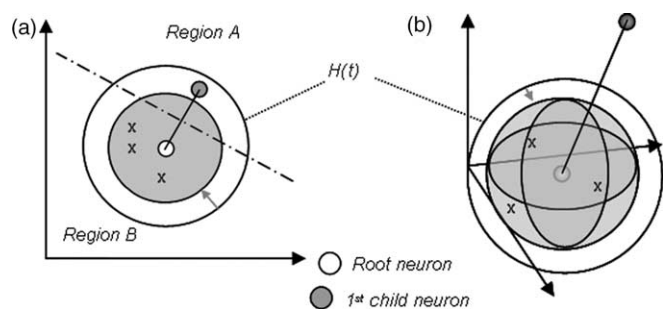 (a)
Region A
H(t)
x
x
x
Region B
(b)
x
x
x
Root neuron
1st child neuron